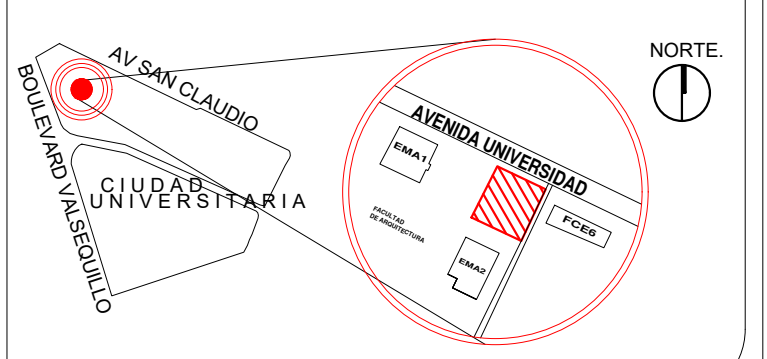 NORTE.
AV SAN CLAUDIO
BOULEVARD VALSEQUILLO
CIUDAD
UNIVERSITARIA
AVENIDA UNIVERSIDAD
EMA1
FACULTAD
DE ARQUITECTURA
FCE6
EMA2